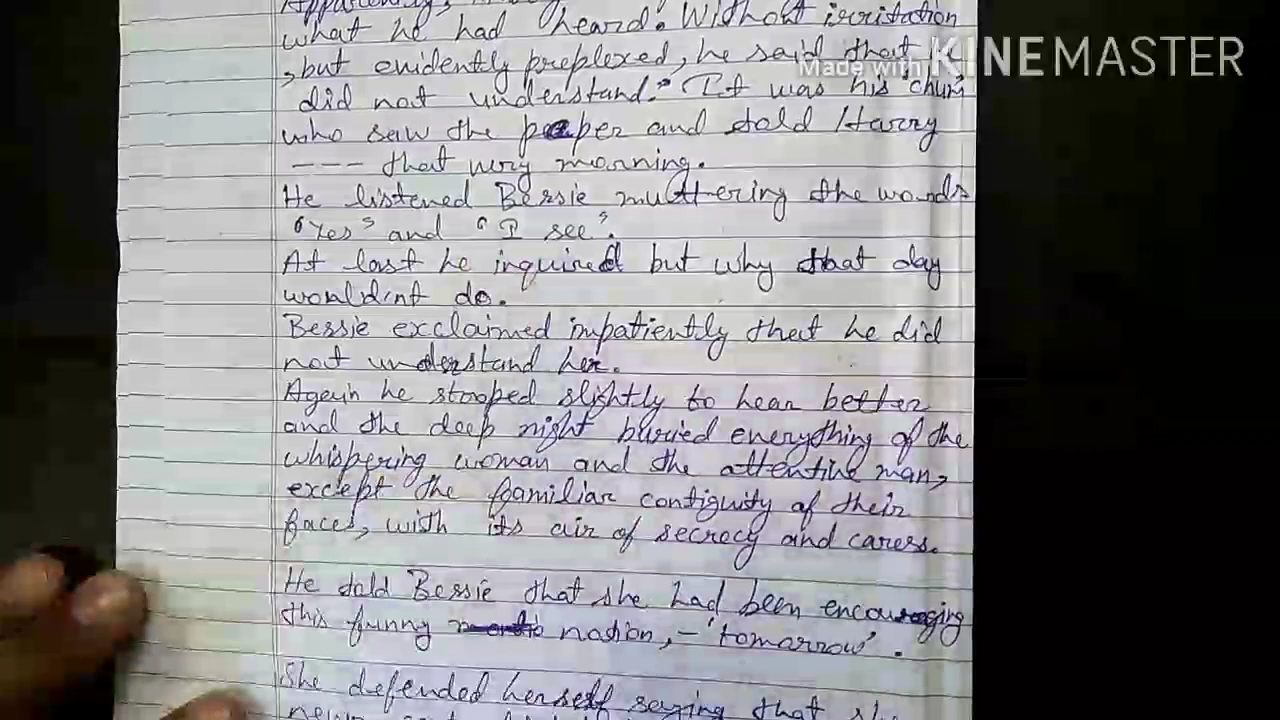 Apparently,
what he had heard. Without irritation
Made with KINEMASTER
, but evidently preplexed, he said that
did not understand." It was his chum
who saw the paper and told Harry
--- that very morning.
He listened Bessie muttering the words
"Yes" and "I see".
At last he inquired but why that day
wouldint do.
Bessie exclaimed impatiently that he did
not understand her.
Again he stooped slightly to hear better
and the deep night buried everything of the
whispering woman and the attentive man,
except the familiar contiguity of their
faces, with its air of secrecy and caress.
He told Bessie that she had been encouraging
this funny notion, - 'tomorrow'.
She defended herself saying that she